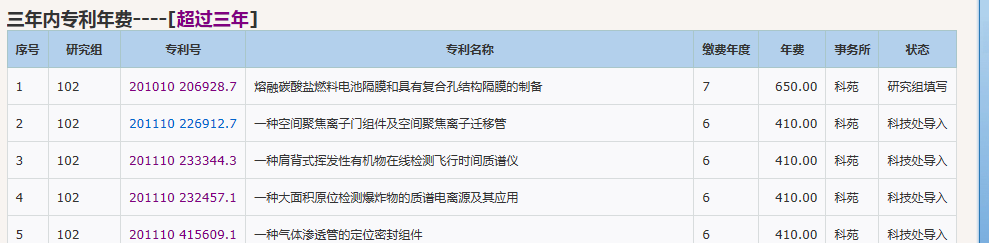 三年内专利年费----[超过三年]
序号 研究组 专利号 专利名称 缴费年度 年费 事务所 状态
1 102 201010 206928.7 熔融碳酸盐燃料电池隔膜和具有复合孔结构隔膜的制备 7 650.00 科苑 研究组填写
2 102 201110 226912.7 一种空间聚焦离子门组件及空间聚焦离子迁移管 6 410.00 科苑 科技处导入
3 102 201110 233344.3 一种肩背式挥发性有机物在线检测飞行时间质谱仪 6 410.00 科苑 科技处导入
4 102 201110 232457.1 一种大面积原位检测爆炸物的质谱电离源及其应用 6 410.00 科苑 科技处导入
5 102 201110 415609.1 一种气体渗透管的定位密封组件 6 410.00 科苑 科技处导入